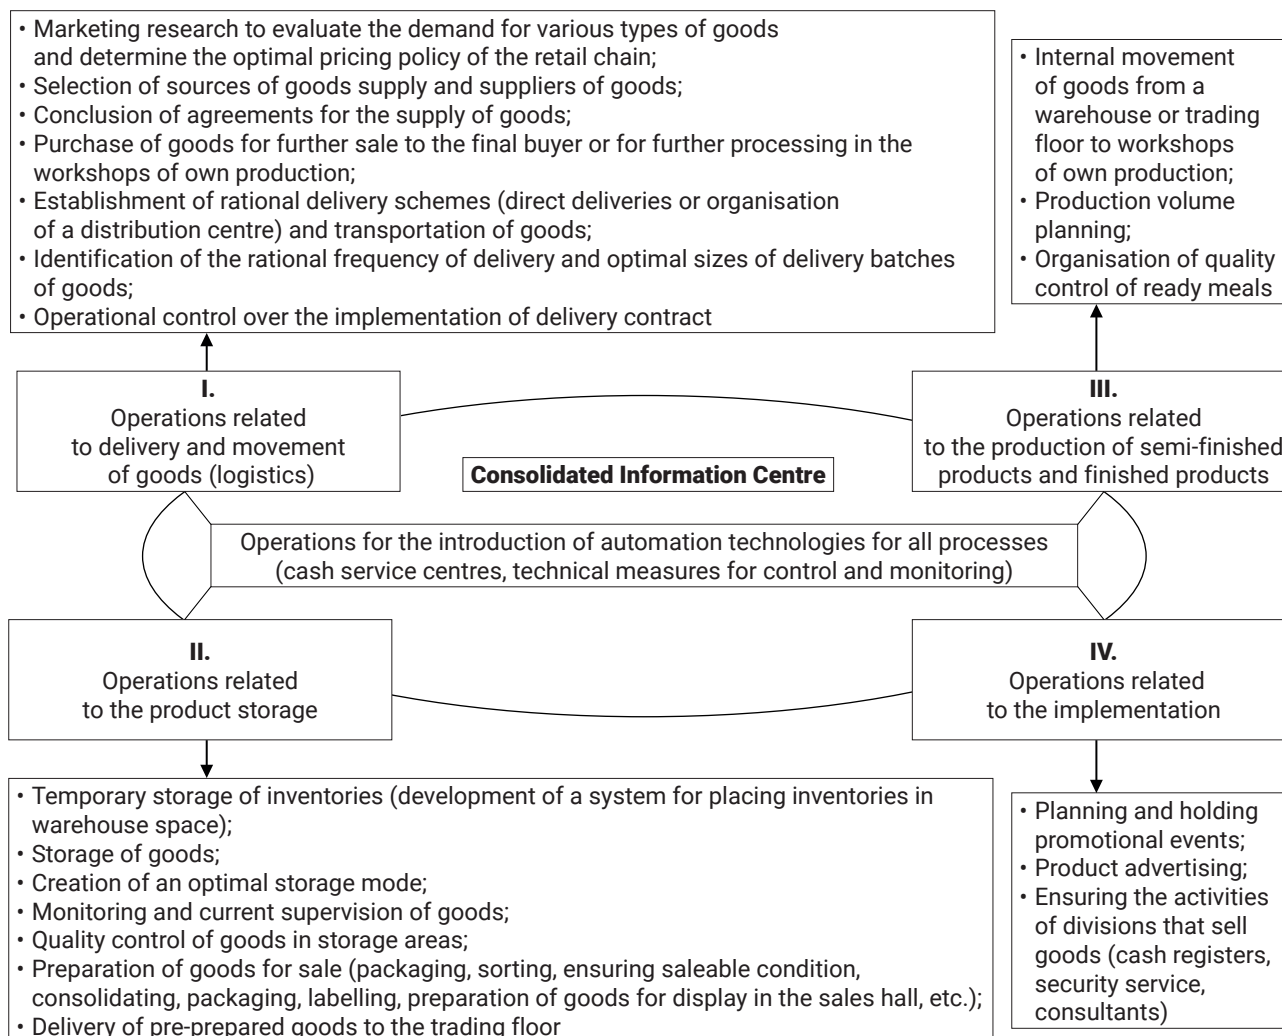 • Marketing research to evaluate the demand for various types of goods
and determine the optimal pricing policy of the retail chain;
• Selection of sources of goods supply and suppliers of goods;
• Conclusion of agreements for the supply of goods;
• Purchase of goods for further sale to the final buyer or for further processing in the
workshops of own production;
• Establishment of rational delivery schemes (direct deliveries or organisation
of a distribution centre) and transportation of goods;
• Identification of the rational frequency of delivery and optimal sizes of delivery batches
of goods;
• Operational control over the implementation of delivery contract
• Internal movement
of goods from a
warehouse or trading
floor to workshops
of own production;
• Production volume
planning;
• Organisation of quality
control of ready meals
I.
Operations related
to delivery and movement
of goods (logistics)
III.
Operations related
to the production of semi-finished
products and finished products
Consolidated Information Centre
Operations for the introduction of automation technologies for all processes
(cash service centres, technical measures for control and monitoring)
II.
Operations related
to the product storage
IV.
Operations related
to the implementation
• Temporary storage of inventories (development of a system for placing inventories in
warehouse space);
• Storage of goods;
• Creation of an optimal storage mode;
• Monitoring and current supervision of goods;
• Quality control of goods in storage areas;
• Preparation of goods for sale (packaging, sorting, ensuring saleable condition,
consolidating, packaging, labelling, preparation of goods for display in the sales hall, etc.);
• Delivery of pre-prepared goods to the trading floor
• Planning and holding
promotional events;
• Product advertising;
• Ensuring the activities
of divisions that sell
goods (cash registers,
security service,
consultants)